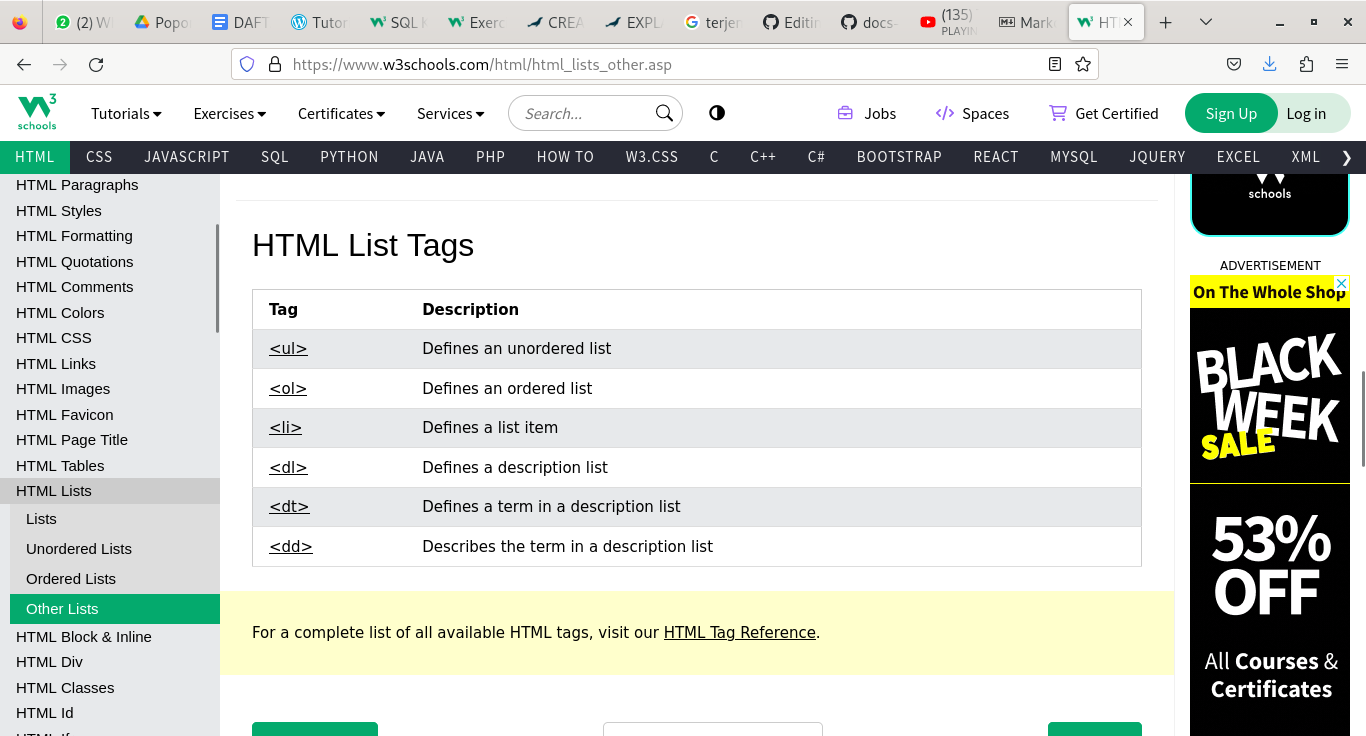 (2) W
Popo
DAFT
Tutor
SQL
Exerc
CREA
EXPL
terje
Editin
docs-
(135)
PLAYIN
Mark
HT
https://www.w3schools.com/html/html_lists_other.asp
W3
schools
Tutorials
Exercises
Certificates
Services
Search...
Jobs
Spaces
Get Certified
Sign Up
Log in
HTML CSS JAVASCRIPT SQL PYTHON JAVA PHP HOW TO W3.CSS C C++ C# BOOTSTRAP REACT MYSQL JQUERY EXCEL XML
HTML Paragraphs
HTML Styles
HTML Formatting
HTML Quotations
HTML Comments
HTML Colors
HTML CSS
HTML Links
HTML Images
HTML Favicon
HTML Page Title
HTML Tables
HTML Lists
Lists
Unordered Lists
Ordered Lists
Other Lists
HTML Block & Inline
HTML Div
HTML Classes
HTML Id
HTML List Tags
Tag Description
<ul> Defines an unordered list
<ol> Defines an ordered list
<li> Defines a list item
<dl> Defines a description list
<dt> Defines a term in a description list
<dd> Describes the term in a description list
For a complete list of all available HTML tags, visit our HTML Tag Reference.
schools
ADVERTISEMENT
On The Whole Shop
BLACK
WEEK
SALE
53%
OFF
All Courses &
Certificates